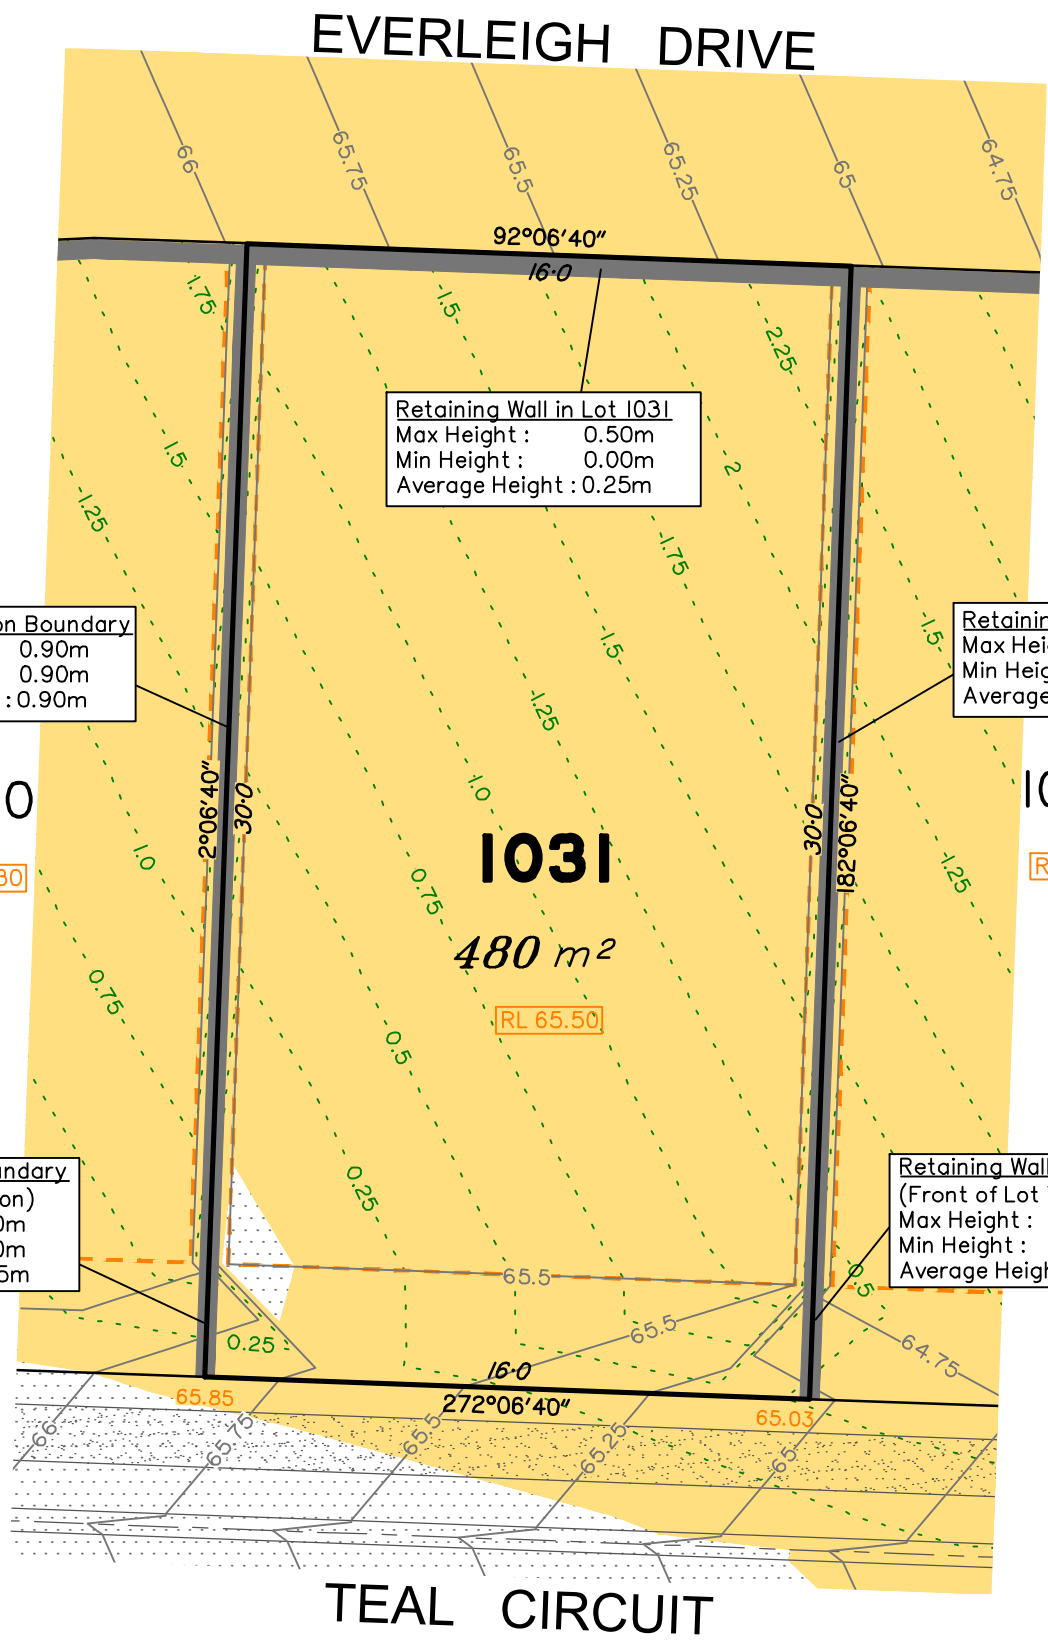 EVERLEIGH DRIVE
66
65.75
65.5
65.25
65
64.75
92°06'40"
16·0
1.75
1.5
2.25
Retaining Wall in Lot 1031
Max Height : 0.50m
Min Height : 0.00m
Average Height : 0.25m
1.5
2
1.25
1.75
on Boundary
0.90m
0.90m
: 0.90m
Retainin
Max Hei
Min Heig
Average
1.5
1.5
1.25
2°06'40"
30·0
1.0
30·0
182°06'40"
0
10
1.0
1031
1.25
30
0.75
R
480 m²
0.75
RL 65.50
0.5
0.25
undary
on)
0m
0m
5m
Retaining Wall
(Front of Lot
Max Height :
Min Height :
Average Heigh
65.5
0.5
65.5
0.25
64.75
16·0
272°06'40"
65.85
65.03
66
65.75
65.5
65.25
65
TEAL CIRCUIT